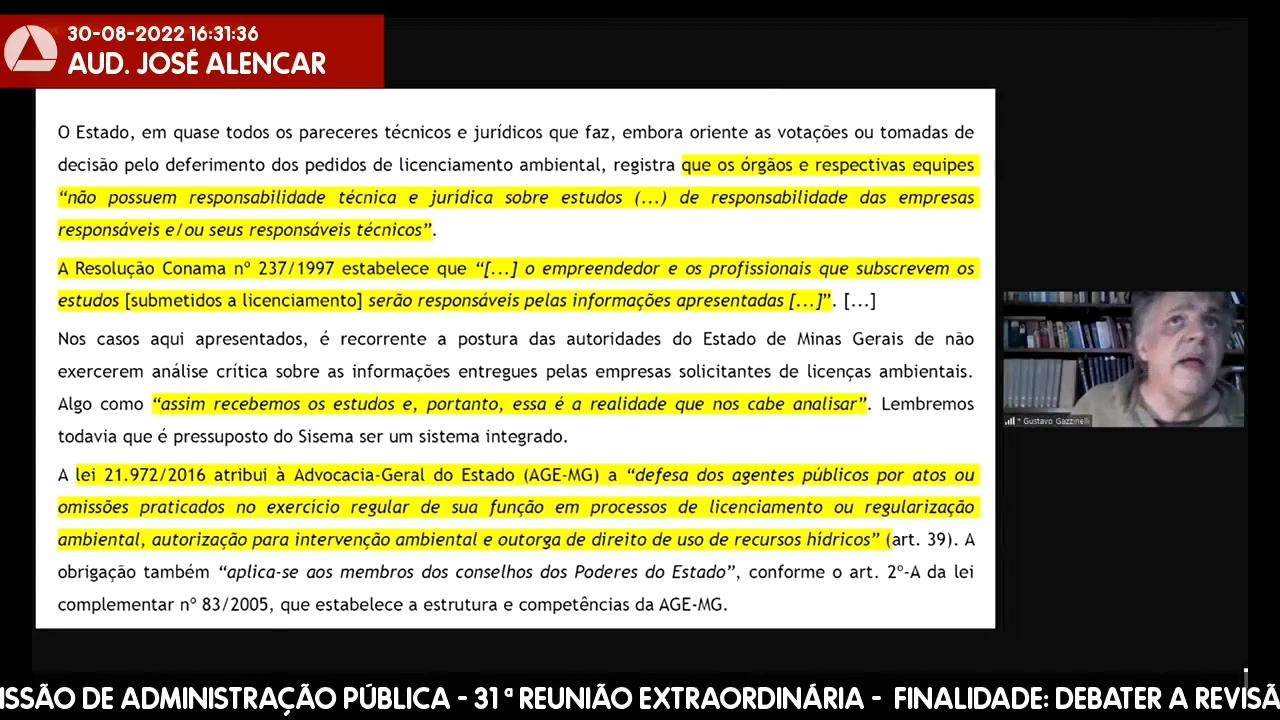 30-08-2022 16:31:36
AUD. JOSÉ ALENCAR
O Estado, em quase todos os pareceres técnicos e jurídicos que faz, embora oriente as votações ou tomadas de
decisão pelo deferimento dos pedidos de licenciamento ambiental, registra que os órgãos e respectivas equipes
“não possuem responsabilidade técnica e jurídica sobre estudos (...) de responsabilidade das empresas
responsáveis e/ou seus responsáveis técnicos”.
A Resolução Conama nº 237/1997 estabelece que “[...] o empreendedor e os profissionais que subscrevem os
estudos [submetidos a licenciamento] serão responsáveis pelas informações apresentadas [...]”. [...]
Nos casos aqui apresentados, é recorrente a postura das autoridades do Estado de Minas Gerais de não
exercerem análise crítica sobre as informações entregues pelas empresas solicitantes de licenças ambientais.
Algo como “assim recebemos os estudos e, portanto, essa é a realidade que nos cabe analisar”. Lembremos
todavia que é pressuposto do Sisema ser um sistema integrado.
A lei 21.972/2016 atribui à Advocacia-Geral do Estado (AGE-MG) a “defesa dos agentes públicos por atos ou
omissões praticados no exercício regular de sua função em processos de licenciamento ou regularização
ambiental, autorização para intervenção ambiental e outorga de direito de uso de recursos hídricos” (art. 39). A
obrigação também “aplica-se aos membros dos conselhos dos Poderes do Estado”, conforme o art. 2º-A da lei
complementar nº 83/2005, que estabelece a estrutura e competências da AGE-MG.
* Gustavo Gazzinelli
ISSÃO DE ADMINISTRAÇÃO PÚBLICA - 31ª REUNIÃO EXTRAORDINÁRIA - FINALIDADE: DEBATER A REVISÃ